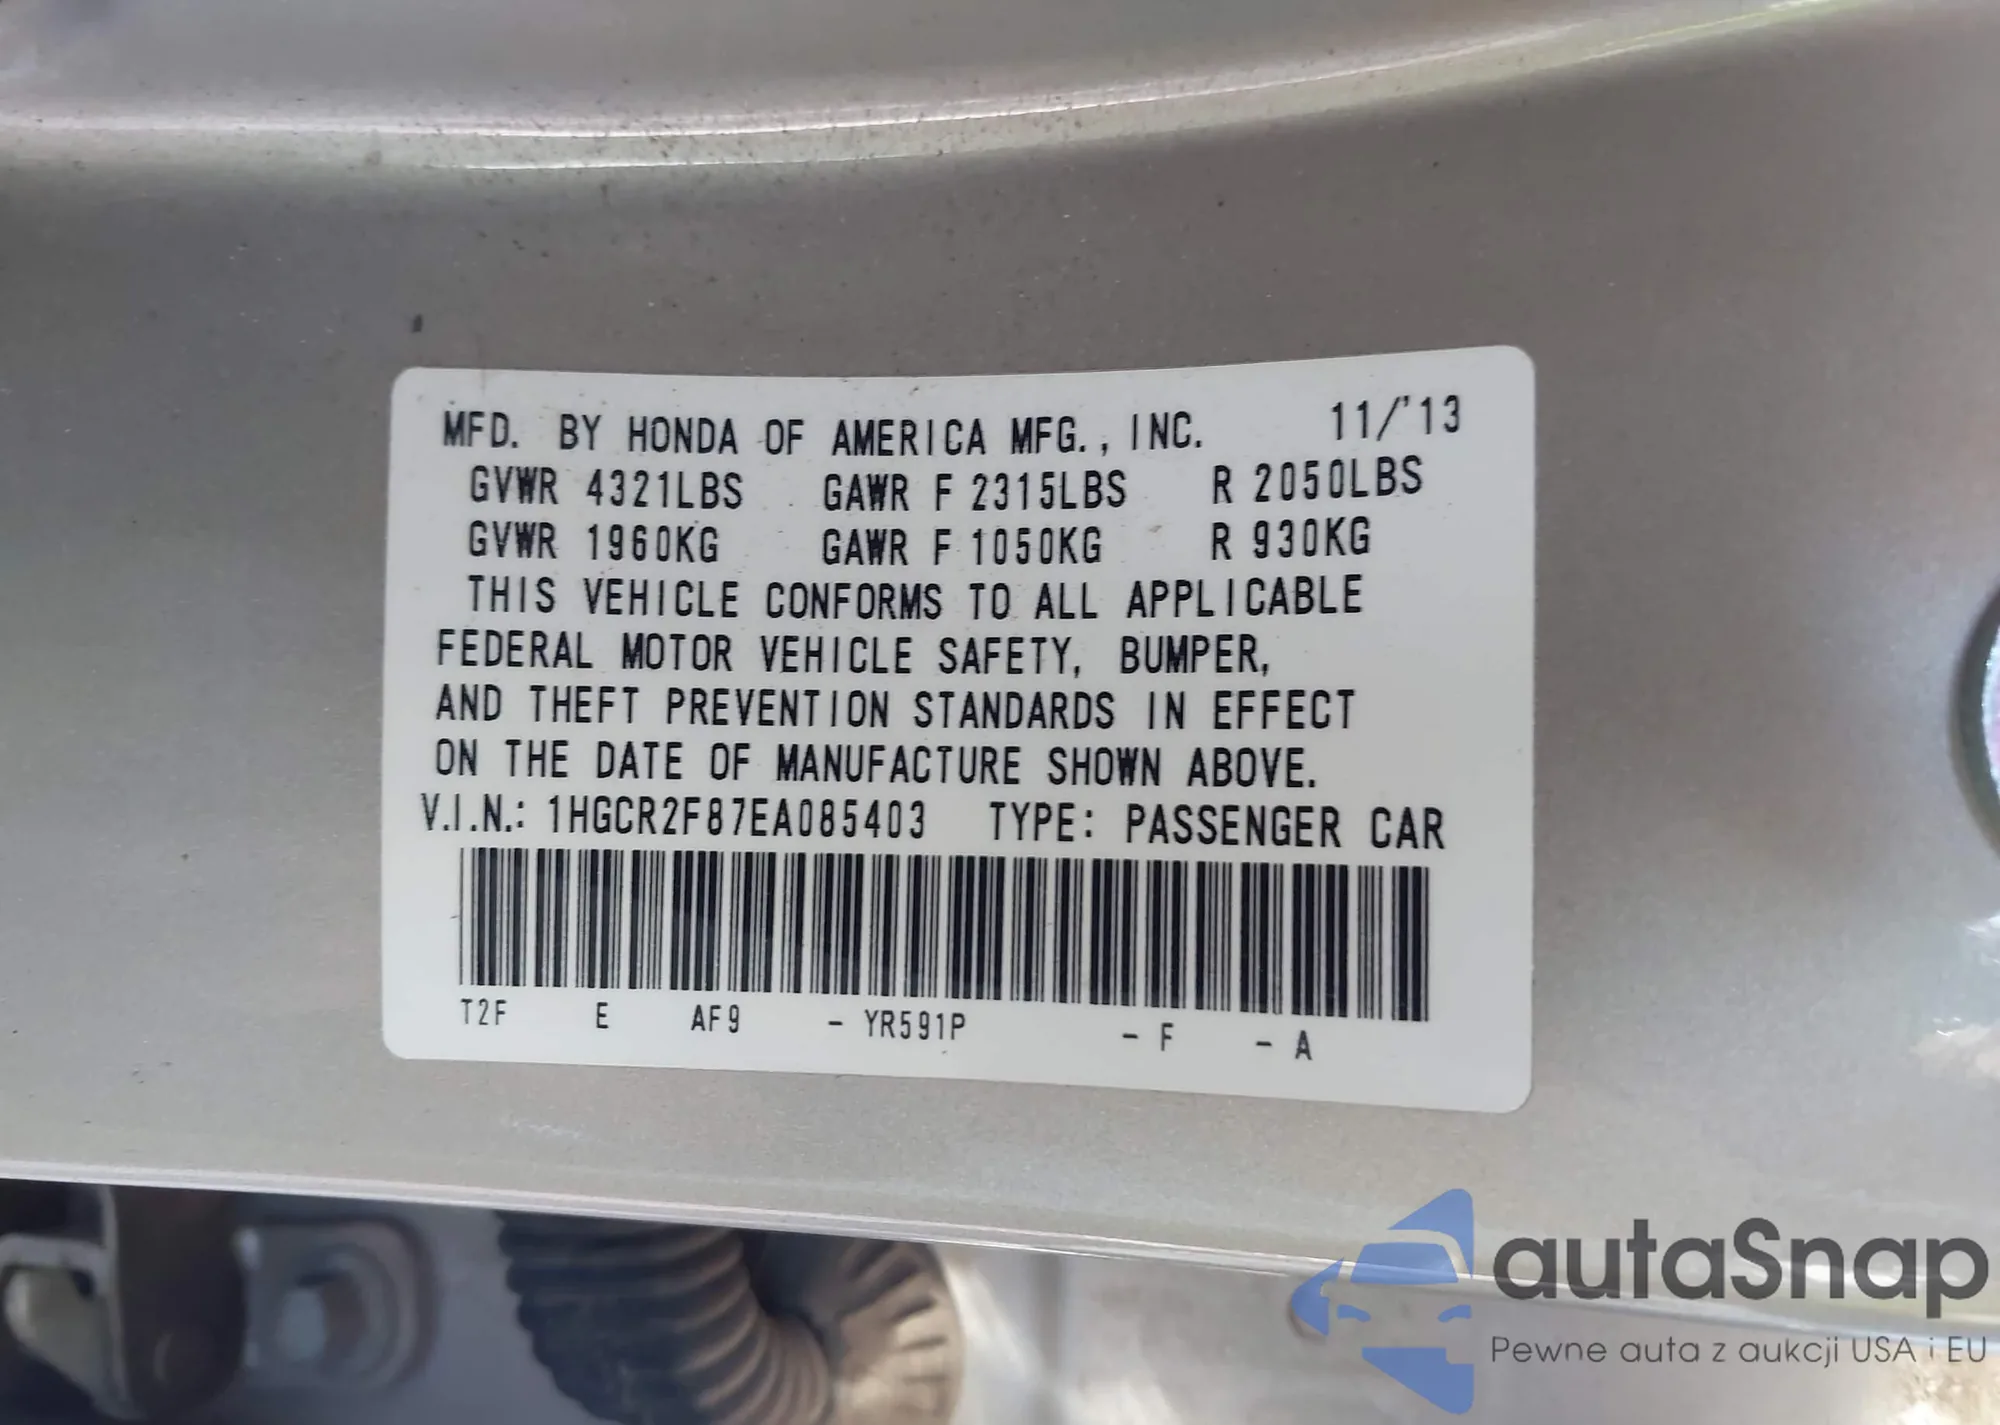 MFD. BY HONDA OF AMERICA MFG., INC. 11/'13
GVWR 4321LBS GAWR F 2315LBS R 2050LBS
GVWR 1960KG GAWR F 1050KG R 930KG
THIS VEHICLE CONFORMS TO ALL APPLICABLE
FEDERAL MOTOR VEHICLE SAFETY, BUMPER,
AND THEFT PREVENTION STANDARDS IN EFFECT
ON THE DATE OF MANUFACTURE SHOWN ABOVE.
V.I.N.: 1HGCR2F87EA085403 TYPE: PASSENGER CAR
T2F E AF9 - YR591P - F - A
autaSnap
Pewne auta z aukcji USA i EU